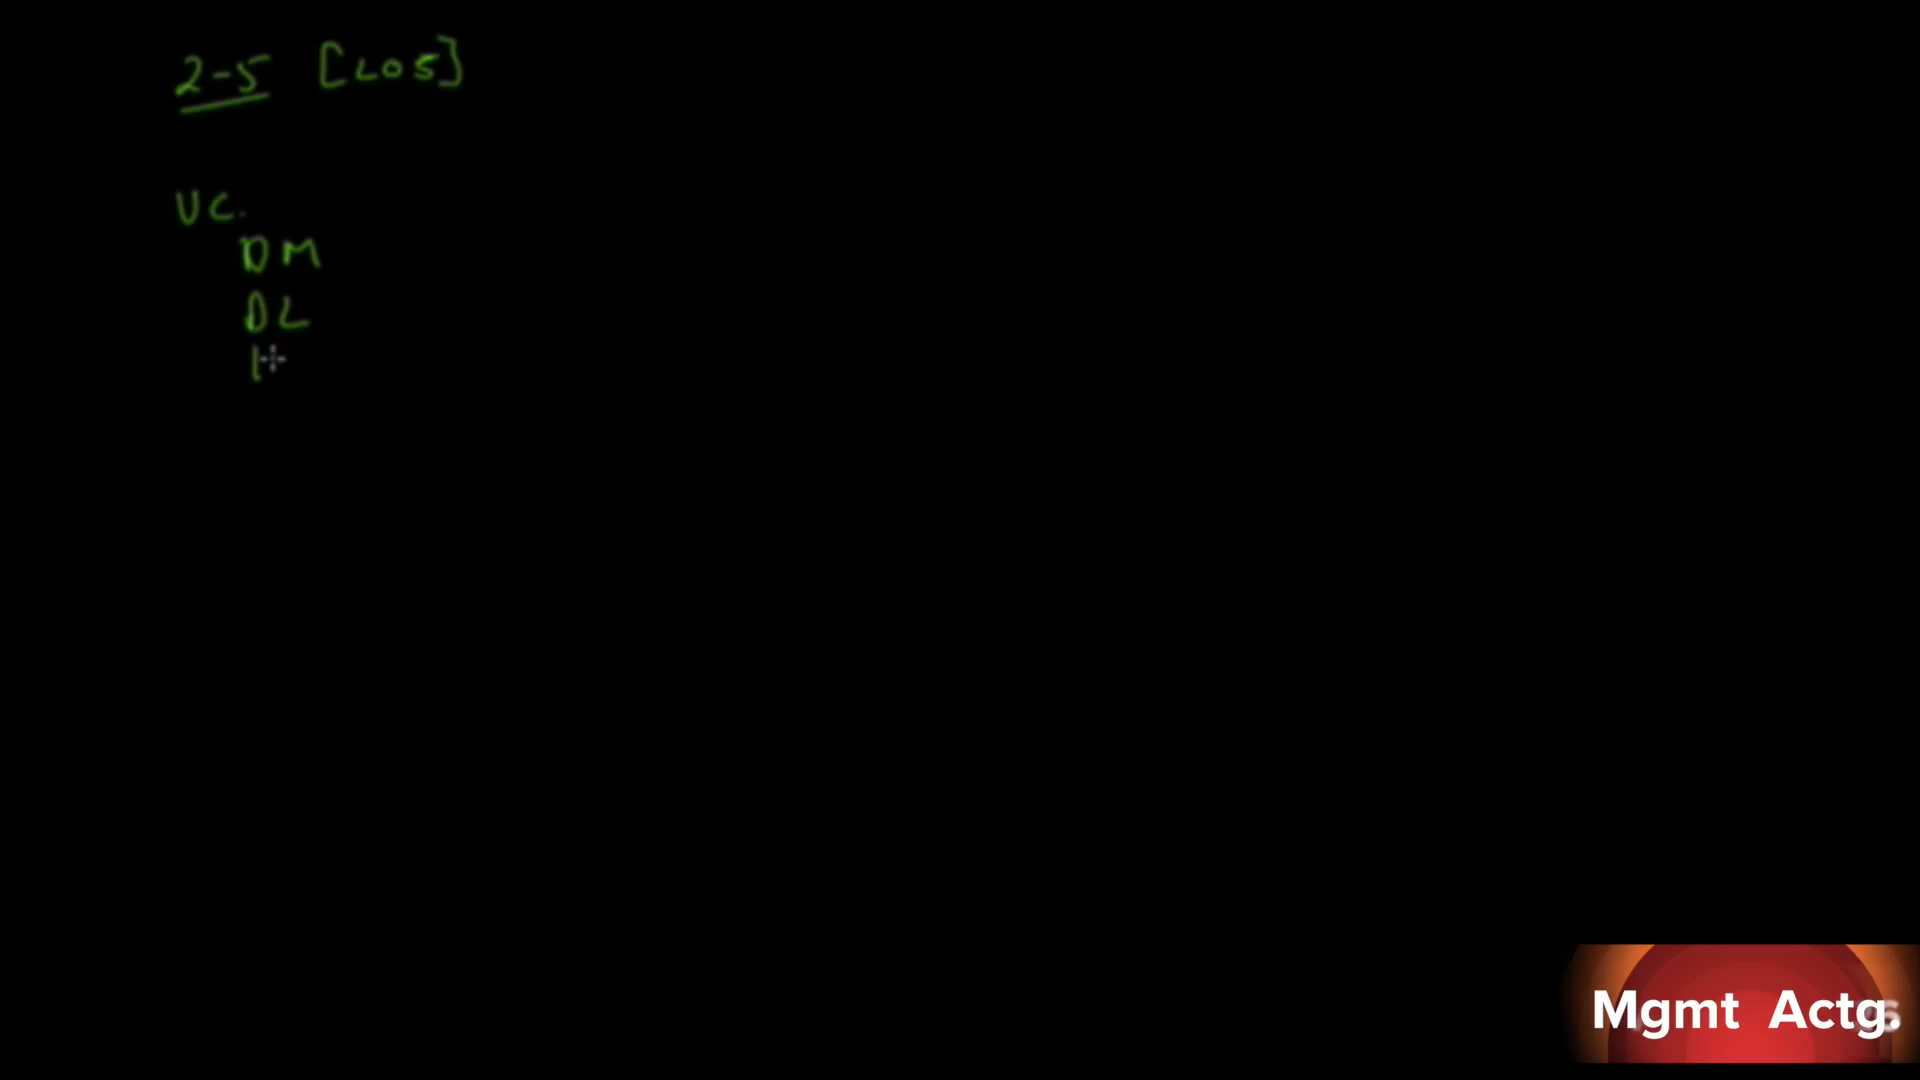 2-5 [LO5]
VC.
DM
DL
Mgmt Actg.